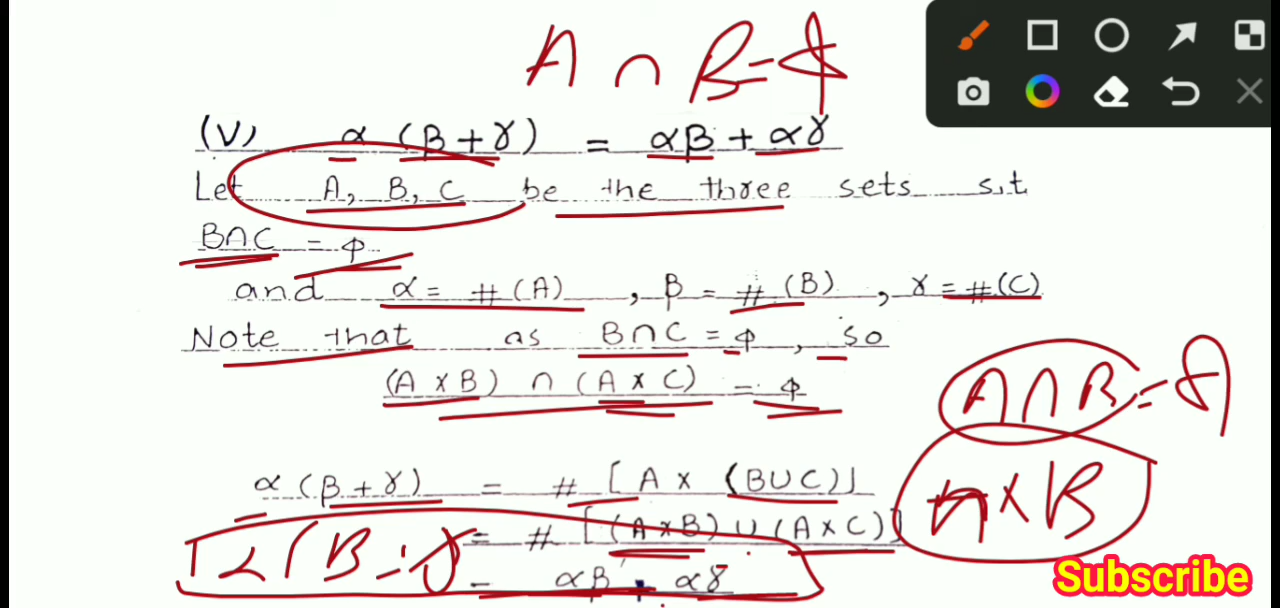 A ∩ B = ϕ
(V) α (β + γ) = αβ + αγ
Let A, B, C be the three sets s.t
B∩C = ϕ
and α = #(A) , β = #(B) , γ = #(C)
Note that as B∩C = ϕ , so
(A × B) ∩ (A × C) = ϕ
A∩B = ϕ
α (β + γ) = # [A × (B∪C)]
×B
= # [(A × B) ∪ (A × C)]
= αβ + αγ
Subscribe